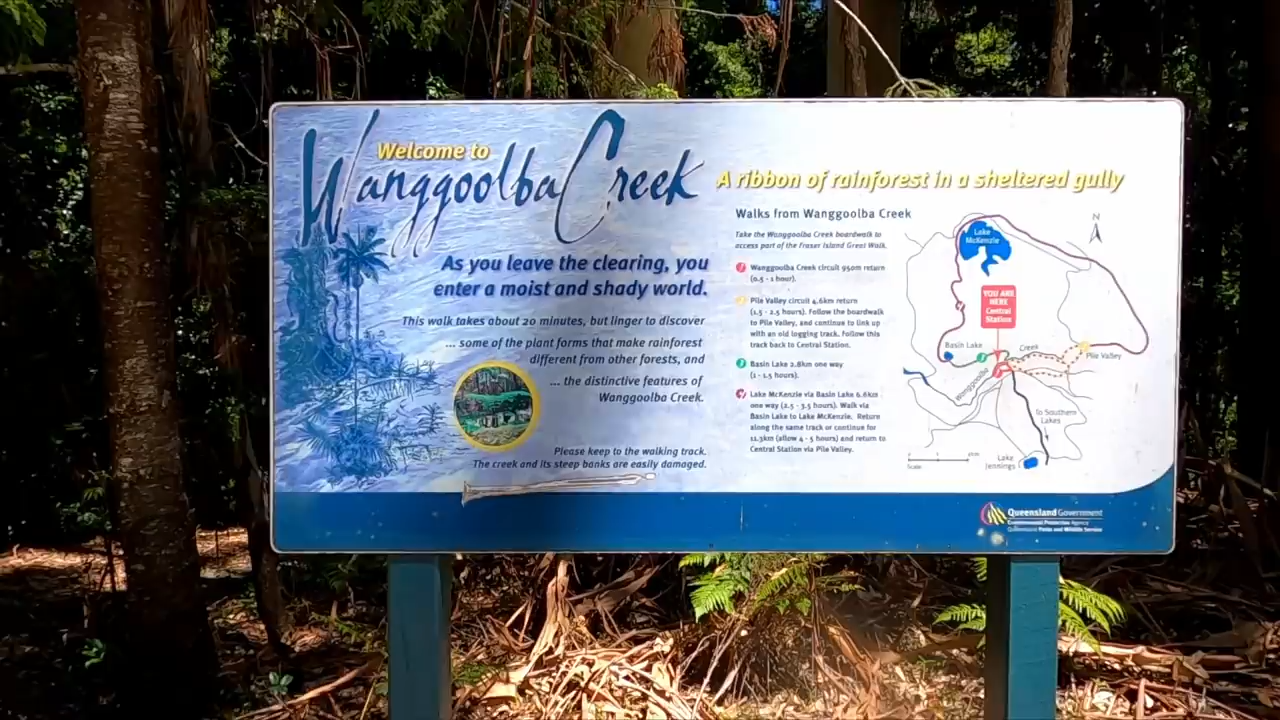 Welcome to
Wanggoolba Creek
As you leave the clearing, you
enter a moist and shady world.
This walk takes about 20 minutes, but linger to discover
... some of the plant forms that make rainforest
different from other forests, and
... the distinctive features of
Wanggoolba Creek.
Please keep to the walking track.
The creek and its steep banks are easily damaged.
A ribbon of rainforest in a sheltered gully
Walks from Wanggoolba Creek
Take the Wanggoolba Creek boardwalk to
access part of the Fraser Island Great Walk.
Wanggoolba Creek circuit 950m return
(0.5 - 1 hour).
Pile Valley circuit 4.6km return
(1.5 - 2.5 hours). Follow the boardwalk
to Pile Valley, and continue to link up
with an old logging track. Follow this
track back to Central Station.
Basin Lake 2.8km one way
(1 - 1.5 hours).
Lake McKenzie via Basin Lake 6.6km
one way (2.5 - 3.5 hours). Walk via
Basin Lake to Lake McKenzie. Return
along the same track or continue for
11.3km (allow 4 - 5 hours) and return to
Central Station via Pile Valley.
N
Lake
McKenzie
YOU ARE
HERE
Central
Station
Basin Lake
Creek
Pile Valley
Wanggoolba
To Southern
Lakes
Lake
Jennings
Scale
Queensland Government
Environmental Protection Agency
Queensland Parks and Wildlife Service